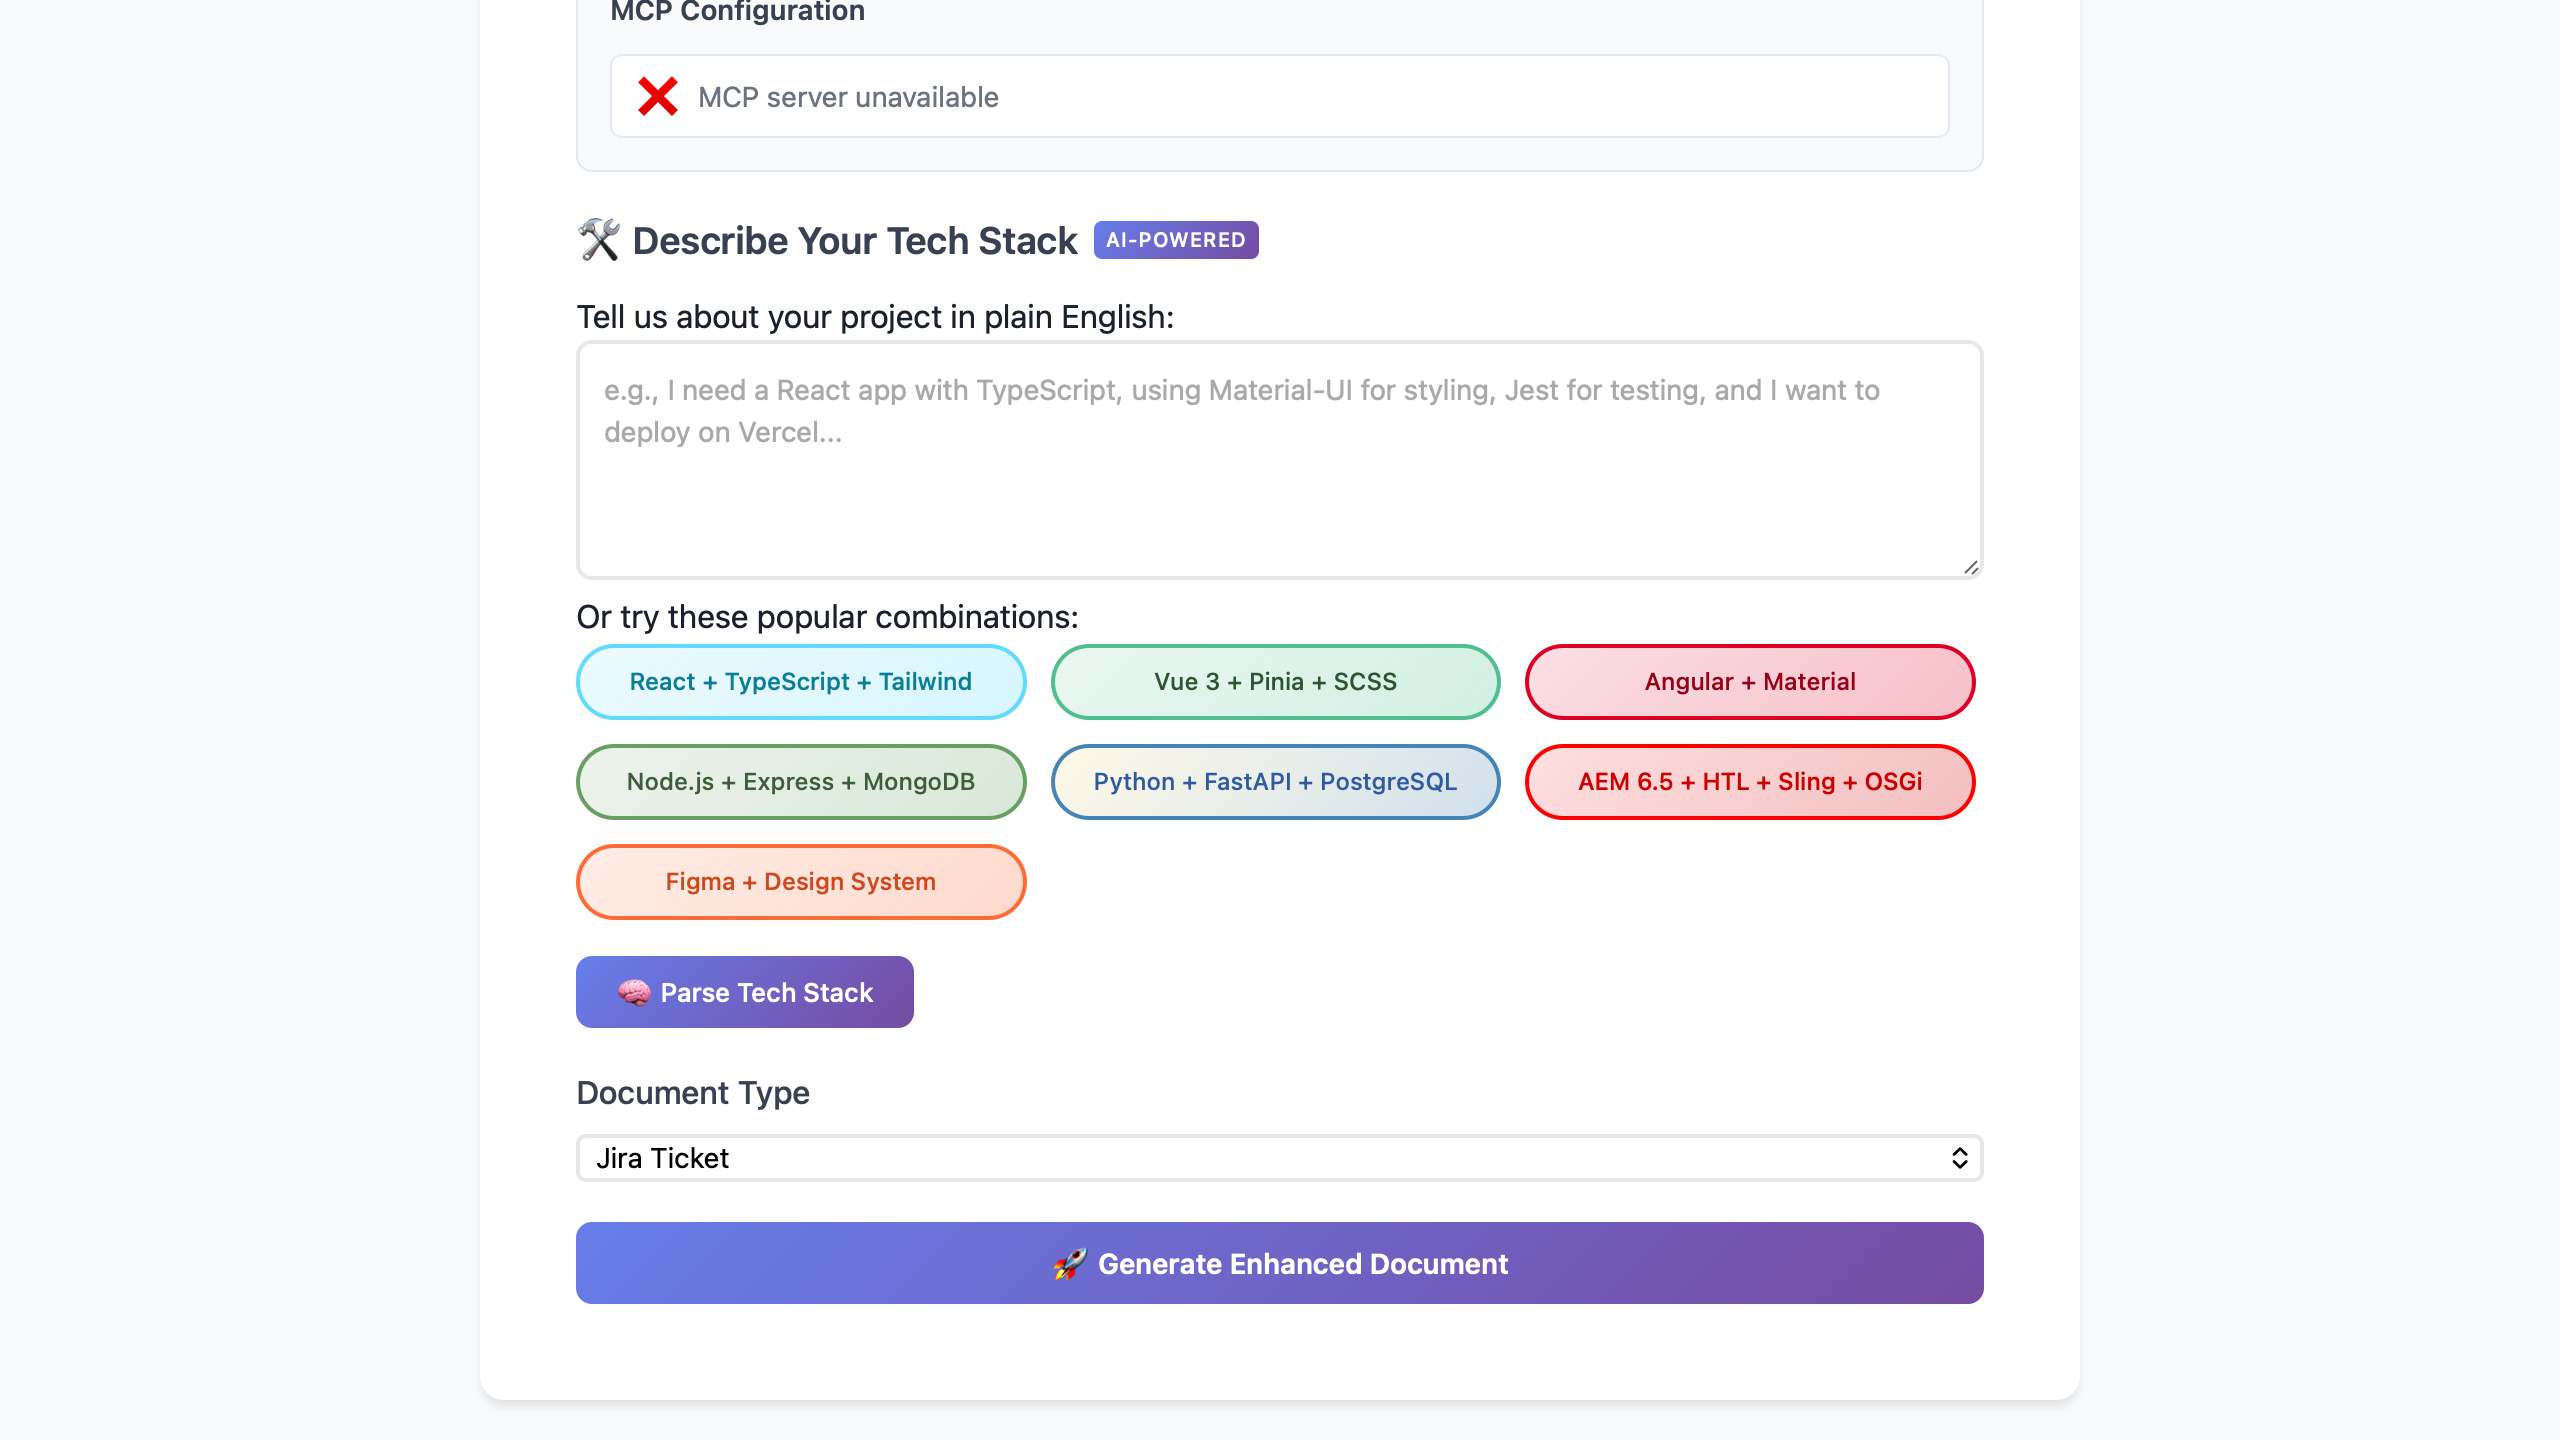 MCP Configuration
❌ MCP server unavailable
🛠️ Describe Your Tech Stack AI-POWERED
Tell us about your project in plain English:
e.g., I need a React app with TypeScript, using Material-UI for styling, Jest for testing, and I want to
deploy on Vercel...
Or try these popular combinations:
React + TypeScript + Tailwind
Vue 3 + Pinia + SCSS
Angular + Material
Node.js + Express + MongoDB
Python + FastAPI + PostgreSQL
AEM 6.5 + HTL + Sling + OSGi
Figma + Design System
🧠 Parse Tech Stack
Document Type
Jira Ticket
🚀 Generate Enhanced Document